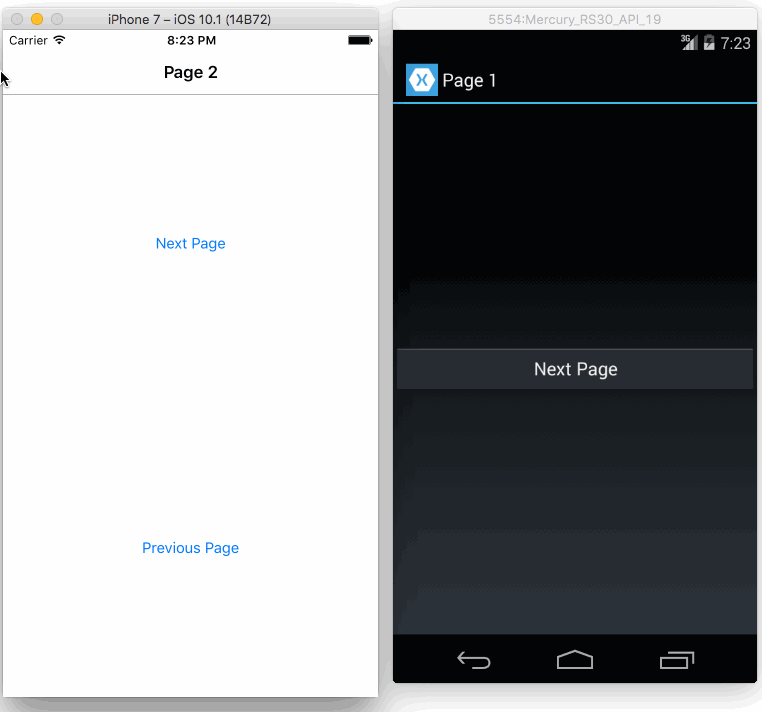 iPhone 7 – iOS 10.1 (14B72)
Carrier 8:23 PM
Page 2
Next Page
Previous Page
5554:Mercury_RS30_API_19
3G 7:23
Page 1
Next Page